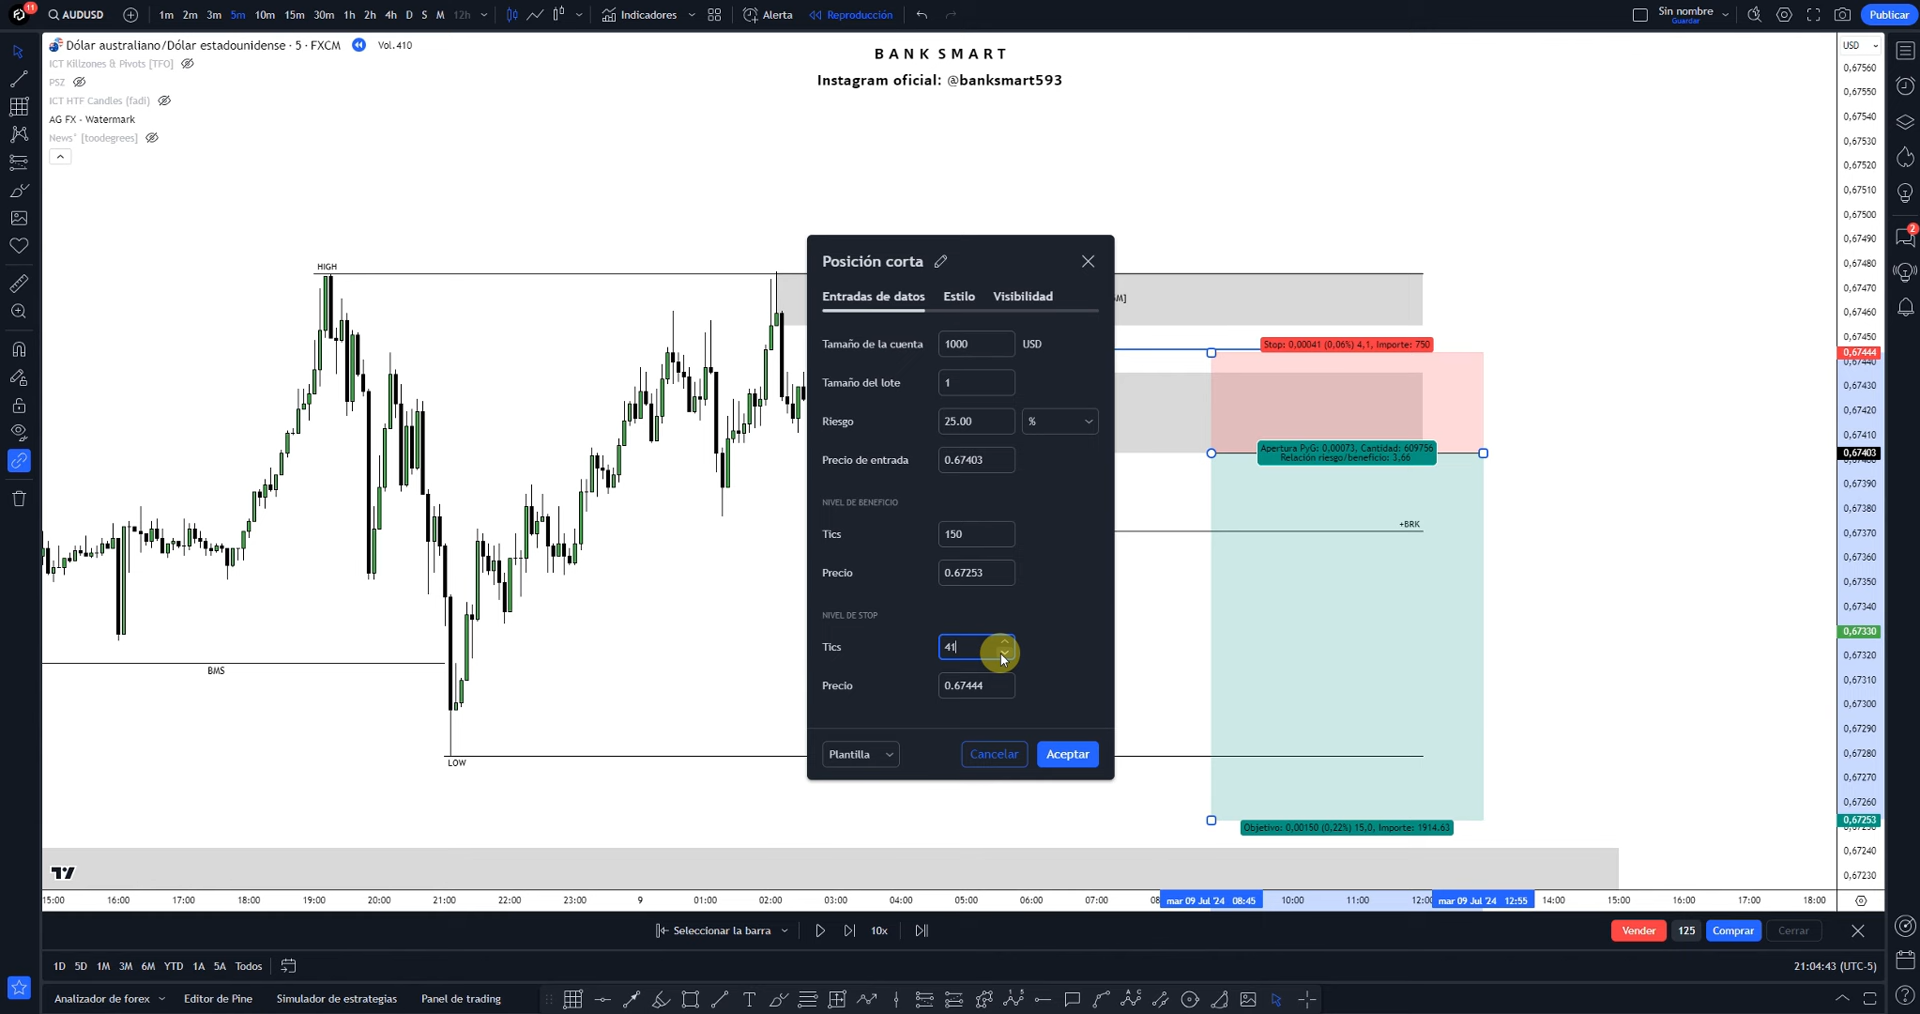 11
AUDUSD
1m 2m 3m 5m 10m 15m 30m 1h 2h 4h D S M 12h
Indicadores
Alerta
Reproducción
Sin nombre
Guardar
Publicar
Dólar australiano/Dólar estadounidense · 5 · FXCM
Vol.410
ICT Killzones & Pivots [TFO]
PSZ
ICT HTF Candles (fadi)
AG FX - Watermark
News* [toodegrees]
BANK SMART
Instagram oficial: @banksmart593
HIGH
BMS
LOW
+BRK
Posición corta
Entradas de datos Estilo Visibilidad
Tamaño de la cuenta 1000 USD
Tamaño del lote 1
Riesgo 25.00 %
Precio de entrada 0.67403
NIVEL DE BENEFICIO
Tics 150
Precio 0.67253
NIVEL DE STOP
Tics 41
Precio 0.67444
Plantilla Cancelar Aceptar
Stop: 0,00041 (0,06%) 4,1, Importe: 750
Apertura PyG: 0,00073, Cantidad: 609756
Relación riesgo/beneficio: 3,66
Objetivo: 0,00150 (0,22%) 15,0, Importe: 1914,63
USD
0,67560
0,67550
0,67540
0,67530
0,67520
0,67510
0,67500
0,67490
0,67480
0,67470
0,67460
0,67450
0,67444
0,67430
0,67420
0,67410
0,67403
0,67390
0,67380
0,67370
0,67360
0,67350
0,67340
0,67330
0,67320
0,67310
0,67300
0,67290
0,67280
0,67270
0,67260
0,67253
0,67240
0,67230
2
15:00 16:00 17:00 18:00 19:00 20:00 21:00 22:00 23:00 9 01:00 02:00 03:00 04:00 05:00 06:00 07:00 mar 09 Jul '24 08:45 10:00 11:00 mar 09 Jul '24 12:55 14:00 15:00 16:00 17:00 18:00
Seleccionar la barra
10x
Vender 125 Comprar Cerrar
1D 5D 1M 3M 6M YTD 1A 5A Todos
21:04:43 (UTC-5)
Analizador de forex Editor de Pine Simulador de estrategias Panel de trading